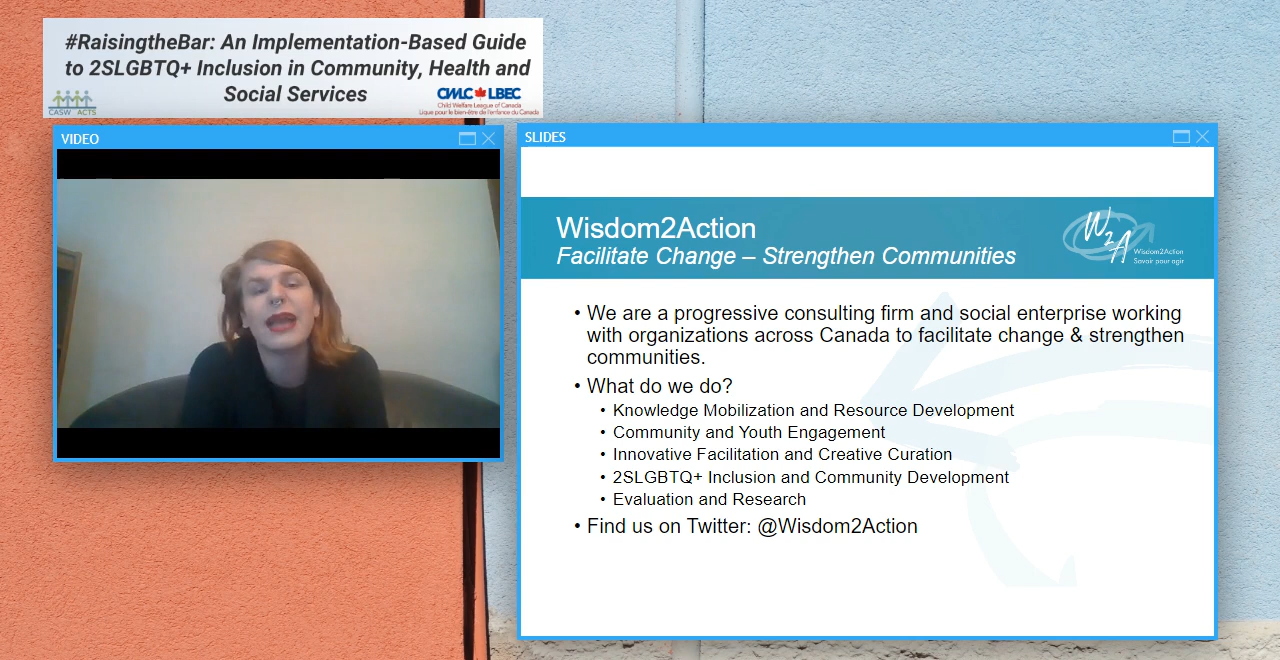 #RaisingtheBar: An Implementation-Based Guide
to 2SLGBTQ+ Inclusion in Community, Health and
Social Services
CASW ACTS
CWLC LBEC
Child Welfare League of Canada
Ligue pour le bien-être de l'enfance du Canada
VIDEO
SLIDES
Wisdom2Action
Facilitate Change – Strengthen Communities
W2A
Wisdom2Action
Savoir pour agir
• We are a progressive consulting firm and social enterprise working
with organizations across Canada to facilitate change & strengthen
communities.
• What do we do?
• Knowledge Mobilization and Resource Development
• Community and Youth Engagement
• Innovative Facilitation and Creative Curation
• 2SLGBTQ+ Inclusion and Community Development
• Evaluation and Research
• Find us on Twitter: @Wisdom2Action